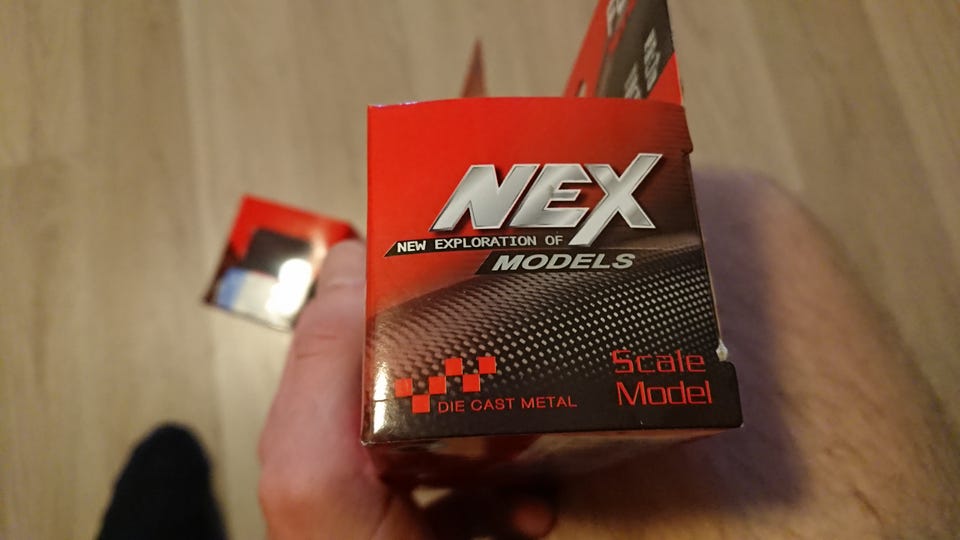 NEX
NEW EXPLORATION OF
MODELS
DIE CAST METAL
Scale
Model